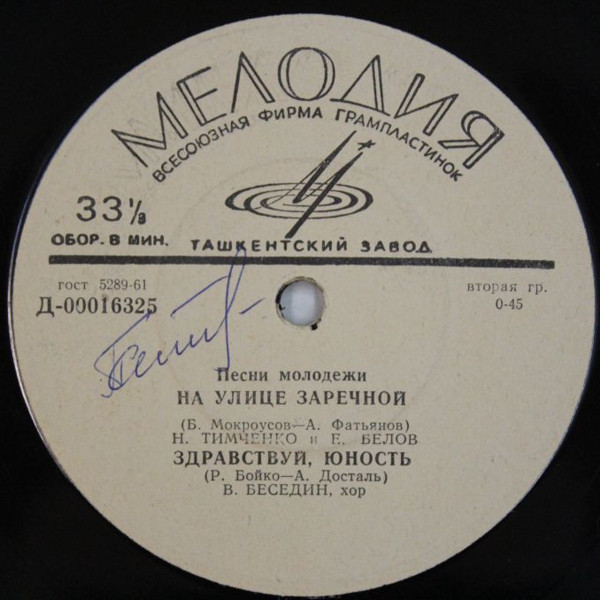 МЕЛОДИЯ
ВСЕСОЮЗНАЯ ФИРМА ГРАМПЛАСТИНОК
33⅓
ОБОР. В МИН.
ТАШКЕНТСКИЙ ЗАВОД
гост 5289-61
Д-00016325
вторая гр.
0-45
Песни молодежи
НА УЛИЦЕ ЗАРЕЧНОЙ
(Б. Мокроусов—А. Фатьянов)
Н. ТИМЧЕНКО и Е. БЕЛОВ
ЗДРАВСТВУЙ, ЮНОСТЬ
(Р. Бойко—А. Досталь)
В. БЕСЕДИН, хор